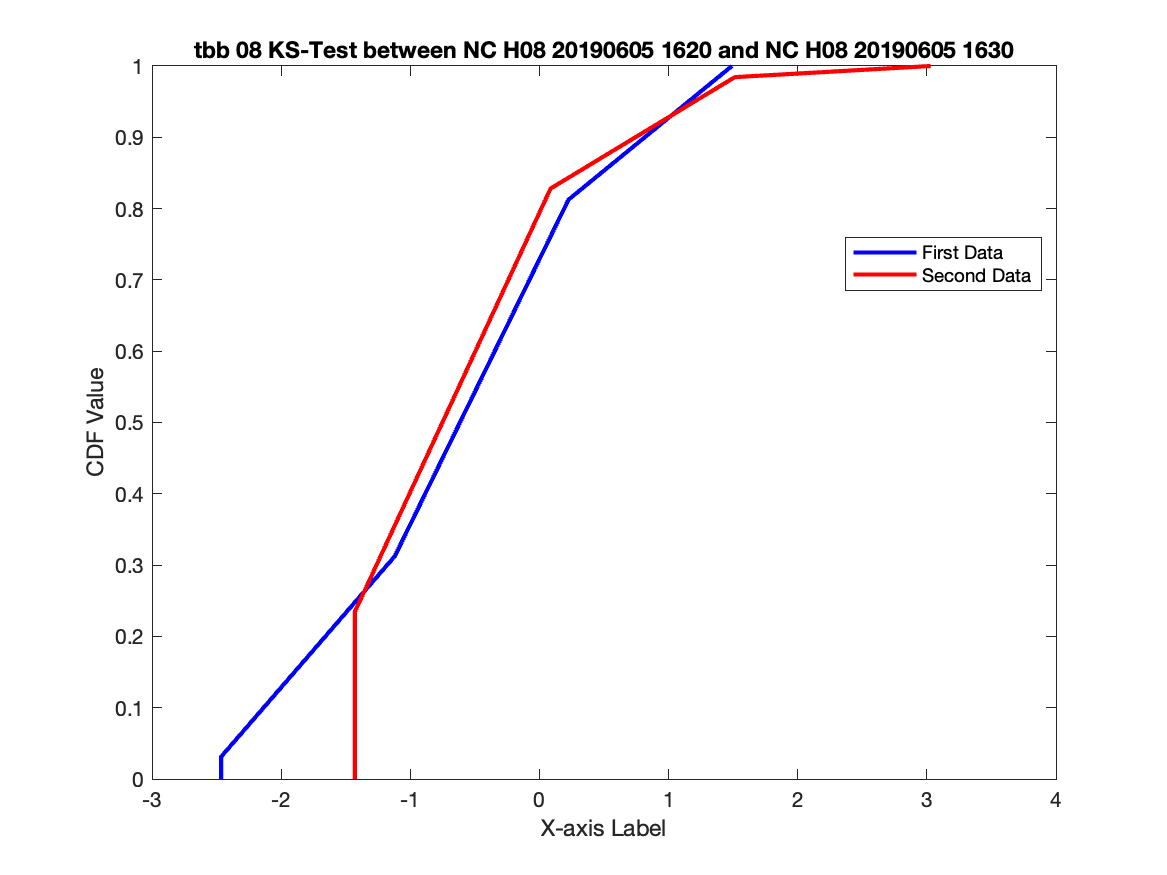 tbb 08 KS-Test between NC H08 20190605 1620 and NC H08 20190605 1630
1
0.9
0.8
0.7
0.6
0.5
0.4
0.3
0.2
0.1
0
CDF Value
First Data
Second Data
-3 -2 -1 0 1 2 3 4
X-axis Label